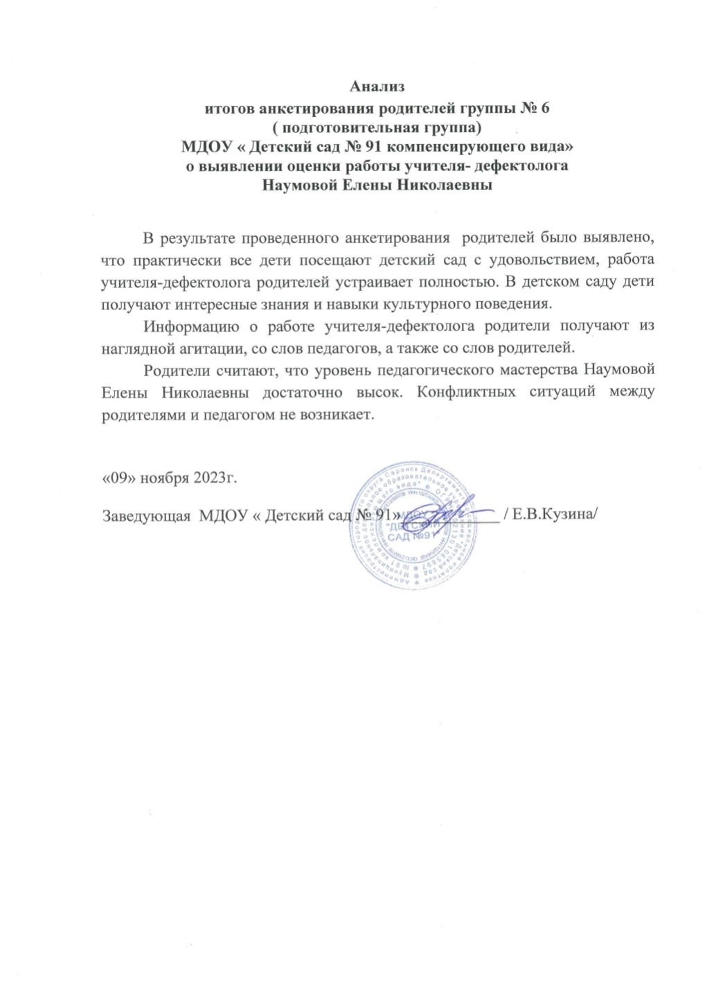 Анализ
итогов анкетирования родителей группы № 6
( подготовительная группа)
МДОУ « Детский сад № 91 компенсирующего вида»
о выявлении оценки работы учителя- дефектолога
Наумовой Елены Николаевны
В результате проведенного анкетирования родителей было выявлено,
что практически все дети посещают детский сад с удовольствием, работа
учителя-дефектолога родителей устраивает полностью. В детском саду дети
получают интересные знания и навыки культурного поведения.
Информацию о работе учителя-дефектолога родители получают из
наглядной агитации, со слов педагогов, а также со слов родителей.
Родители считают, что уровень педагогического мастерства Наумовой
Елены Николаевны достаточно высок. Конфликтных ситуаций между
родителями и педагогом не возникает.
«09» ноября 2023г.
Заведующая МДОУ « Детский сад № 91» / Е.В.Кузина/
МДОУ
"ДЕТСКИЙ
САД №91"